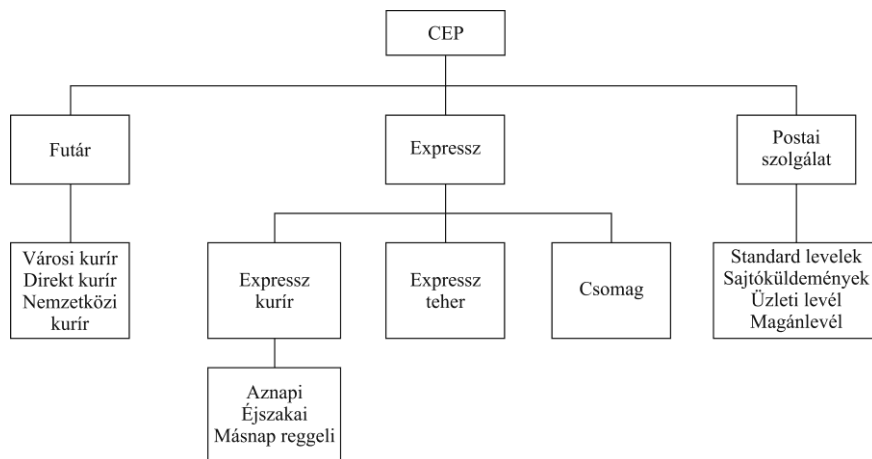 CEP
Futár
Expressz
Postai
szolgálat
Városi kurír
Direkt kurír
Nemzetközi
kurír
Expressz
kurír
Expressz
teher
Csomag
Standard levelek
Sajtóküldemények
Üzleti levél
Magánlevél
Aznapi
Éjszakai
Másnap reggeli